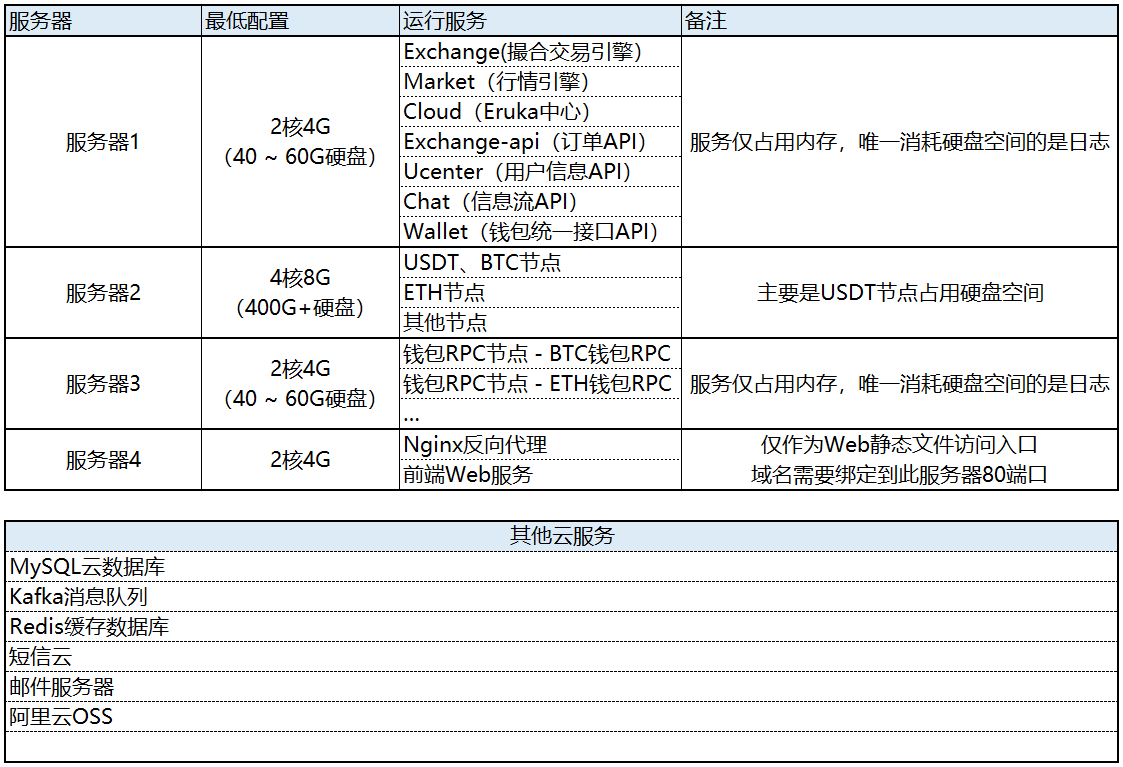 服务器 最低配置 运行服务 备注
服务器1
2核4G
（40 ~ 60G硬盘）
Exchange(撮合交易引擎）
Market（行情引擎）
Cloud（Eruka中心）
Exchange-api（订单API）
Ucenter（用户信息API）
Chat（信息流API）
Wallet（钱包统一接口API）
服务仅占用内存，唯一消耗硬盘空间的是日志
服务器2
4核8G
（400G+硬盘）
USDT、BTC节点
ETH节点
其他节点
主要是USDT节点占用硬盘空间
服务器3
2核4G
（40 ~ 60G硬盘）
钱包RPC节点 - BTC钱包RPC
钱包RPC节点 - ETH钱包RPC
...
服务仅占用内存，唯一消耗硬盘空间的是日志
服务器4
2核4G
Nginx反向代理
前端Web服务
仅作为Web静态文件访问入口
域名需要绑定到此服务器80端口
其他云服务
MySQL云数据库
Kafka消息队列
Redis缓存数据库
短信云
邮件服务器
阿里云OSS